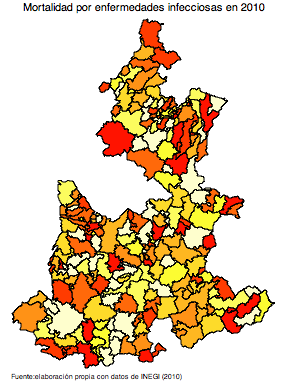 Mortalidad por enfermedades infecciosas en 2010
Fuente:elaboración propia con datos de INEGI (2010)